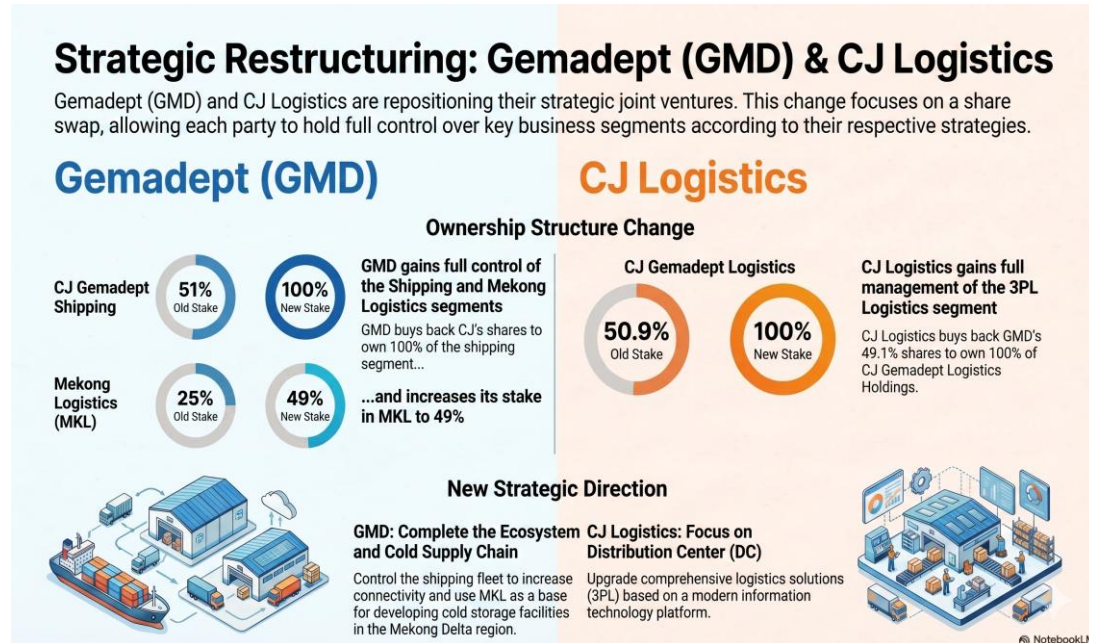 Strategic Restructuring: Gemadept (GMD) & CJ Logistics
Gemadept (GMD) and CJ Logistics are repositioning their strategic joint ventures. This change focuses on a share
swap, allowing each party to hold full control over key business segments according to their respective strategies.
Gemadept (GMD)
CJ Logistics
Ownership Structure Change
CJ Gemadept
Shipping
51%
Old Stake
100%
New Stake
GMD gains full control of
the Shipping and Mekong
Logistics segments
GMD buys back CJ's shares to
own 100% of the shipping
segment...
Mekong
Logistics
(MKL)
25%
Old Stake
49%
New Stake
...and increases its stake
in MKL to 49%
CJ Gemadept Logistics
50.9%
Old Stake
100%
New Stake
CJ Logistics gains full
management of the 3PL
Logistics segment
CJ Logistics buys back GMD's
49.1% shares to own 100% of
CJ Gemadept Logistics
Holdings.
New Strategic Direction
GMD: Complete the Ecosystem
and Cold Supply Chain
Control the shipping fleet to increase
connectivity and use MKL as a base
for developing cold storage facilities
in the Mekong Delta region.
CJ Logistics: Focus on
Distribution Center (DC)
Upgrade comprehensive logistics solutions
(3PL) based on a modern information
technology platform.
NotebookLM